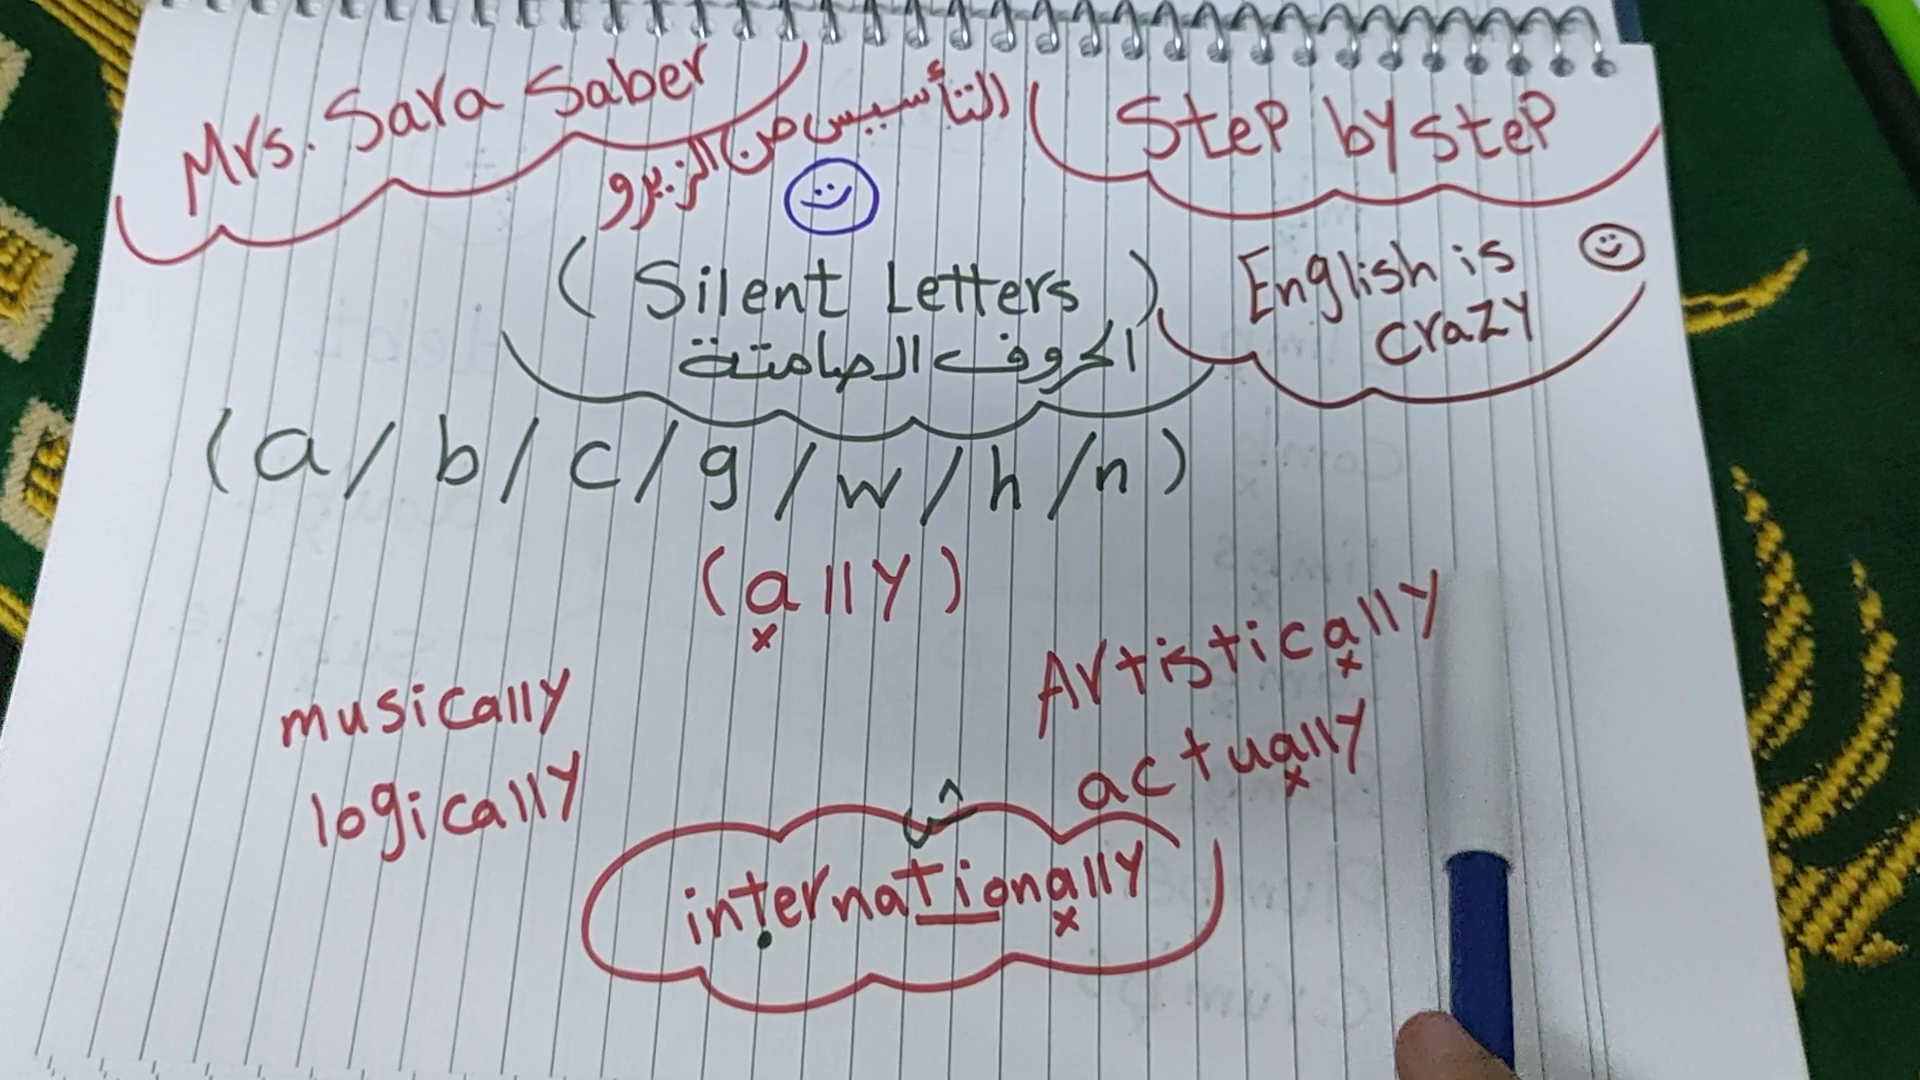 Mrs. Sara Saber
التأسيس من الزيرو
Step by step
(Silent Letters)
الحروف الصامتة
English is
crazy
(a / b / c / g / w / h / n)
(ally)
x
musically
logically
Artistically
x
actually
x
ش
internationally
x